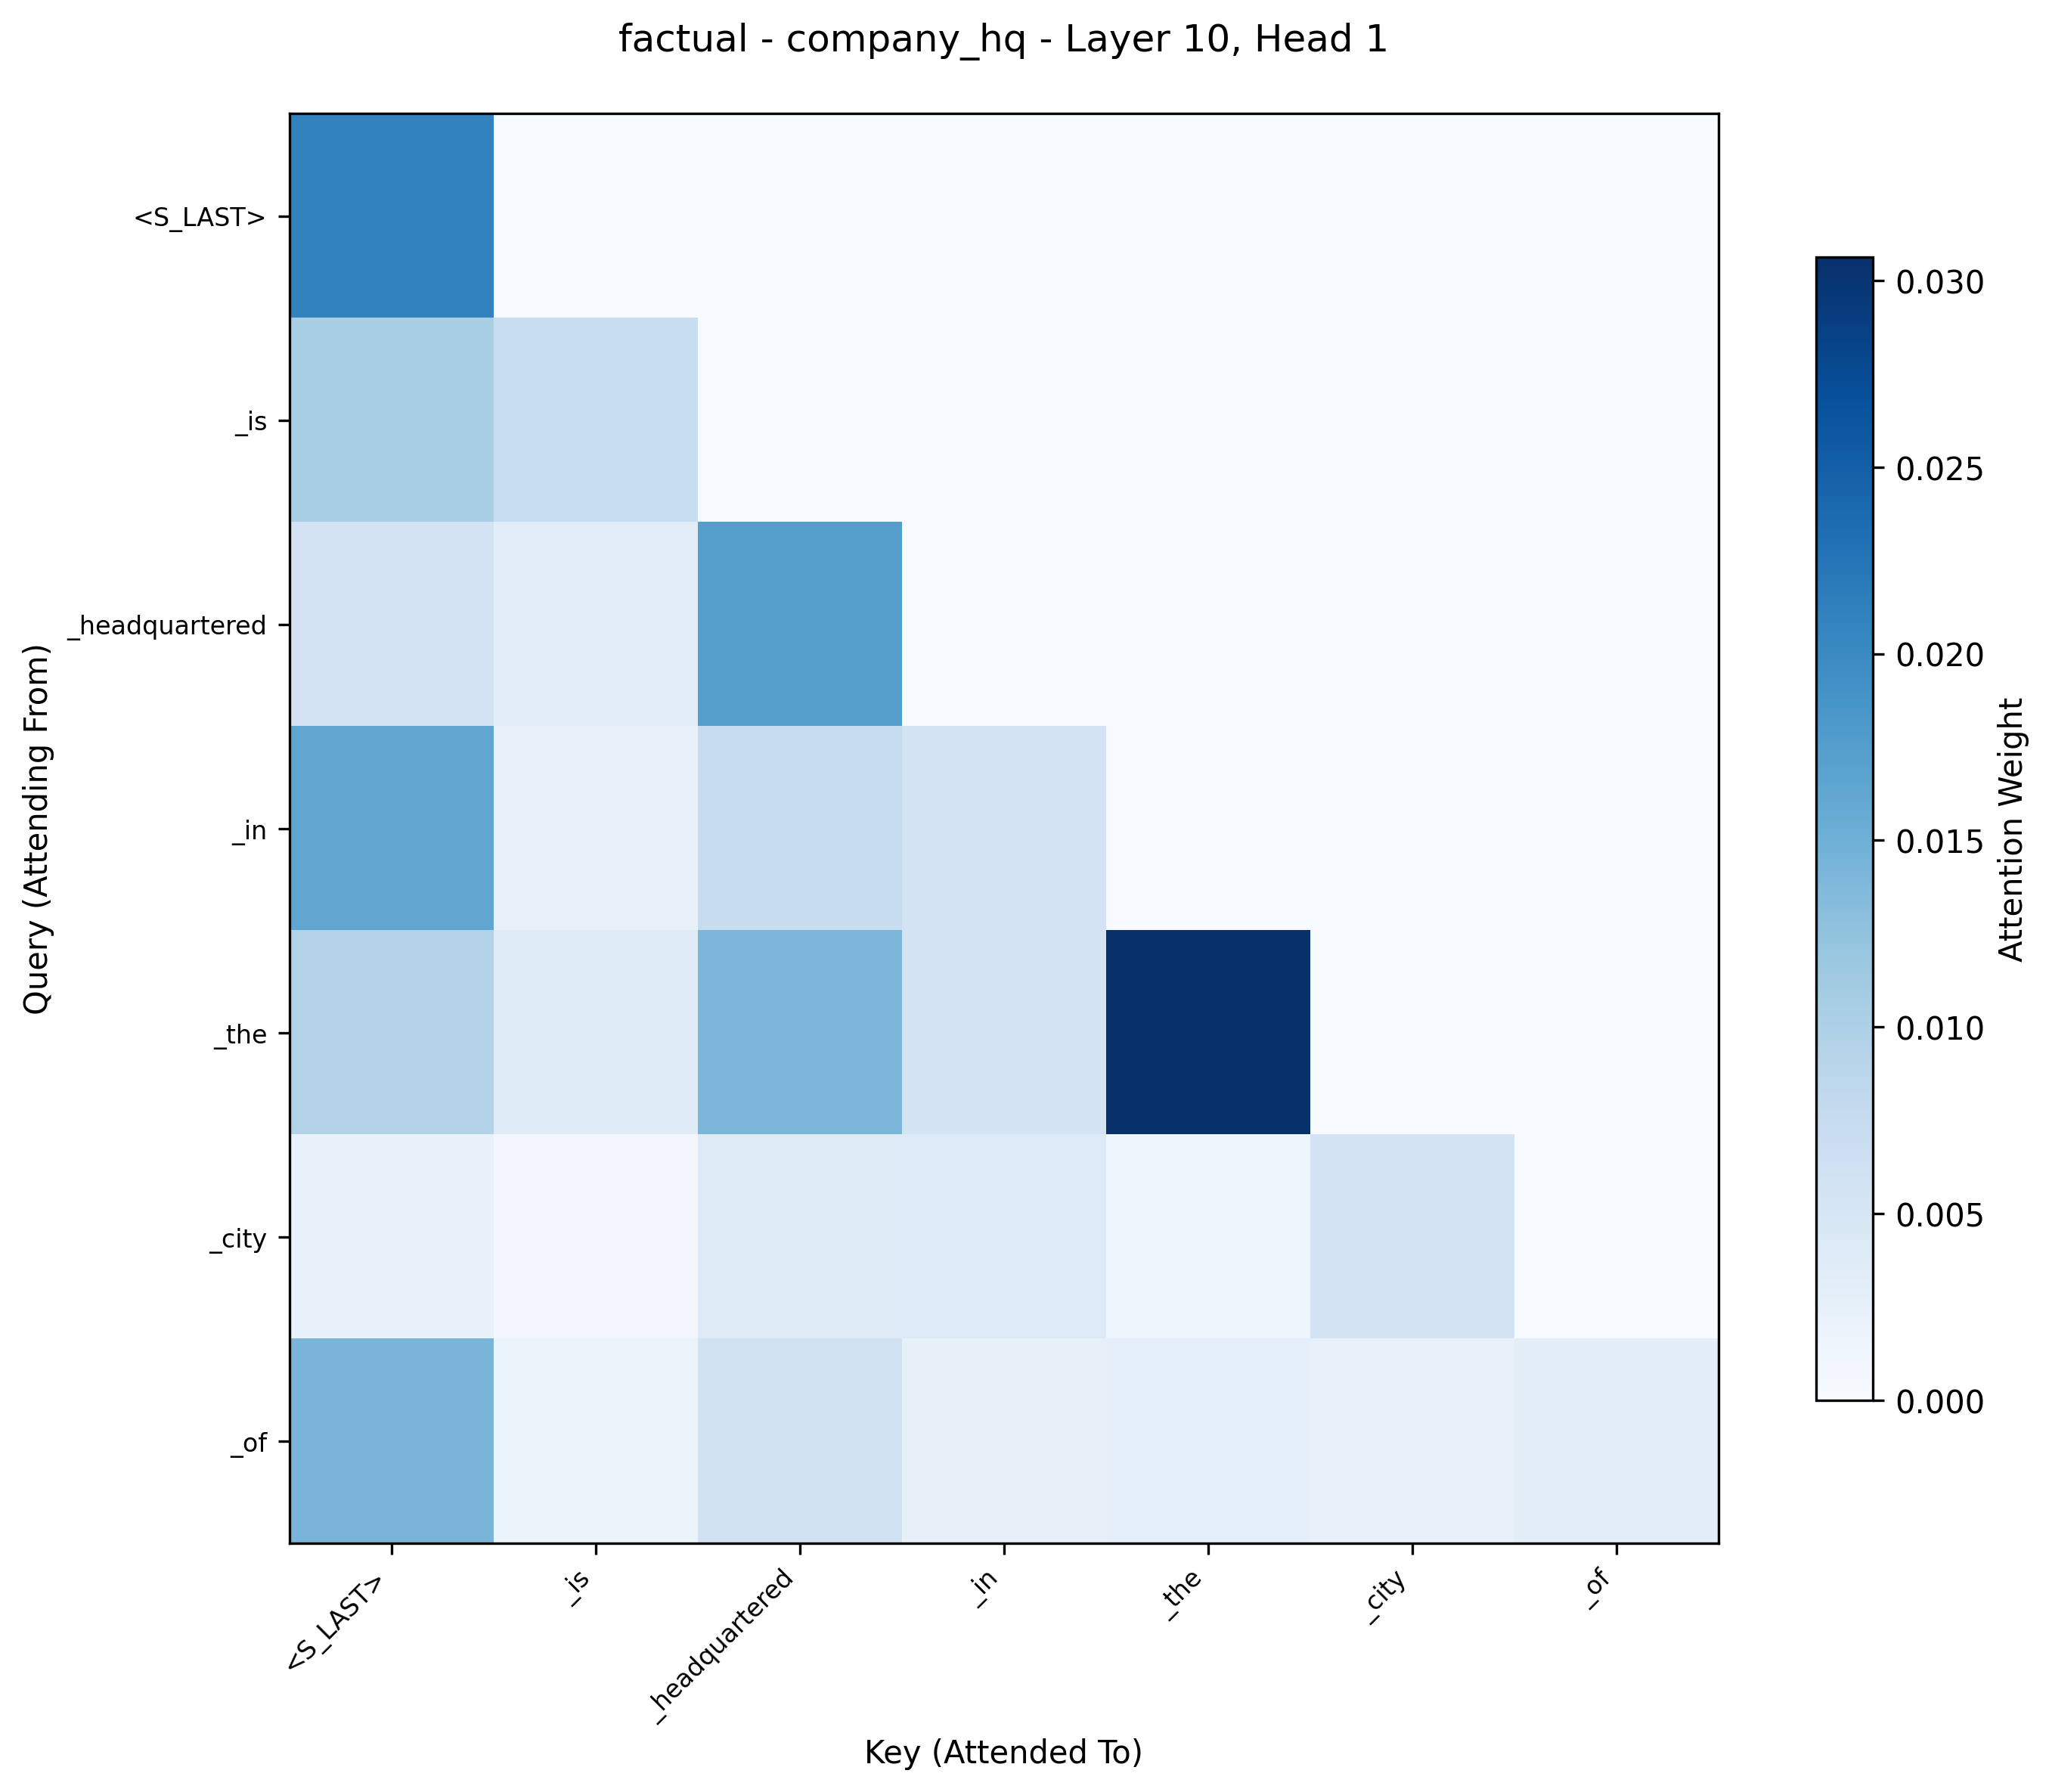 factual - company_hq - Layer 10, Head 1
<S_LAST>
_is
_headquartered
_in
_the
_city
_of
Query (Attending From)
<S_LAST>
_is
_headquartered
_in
_the
_city
_of
Key (Attended To)
0.030
0.025
0.020
0.015
0.010
0.005
0.000
Attention Weight